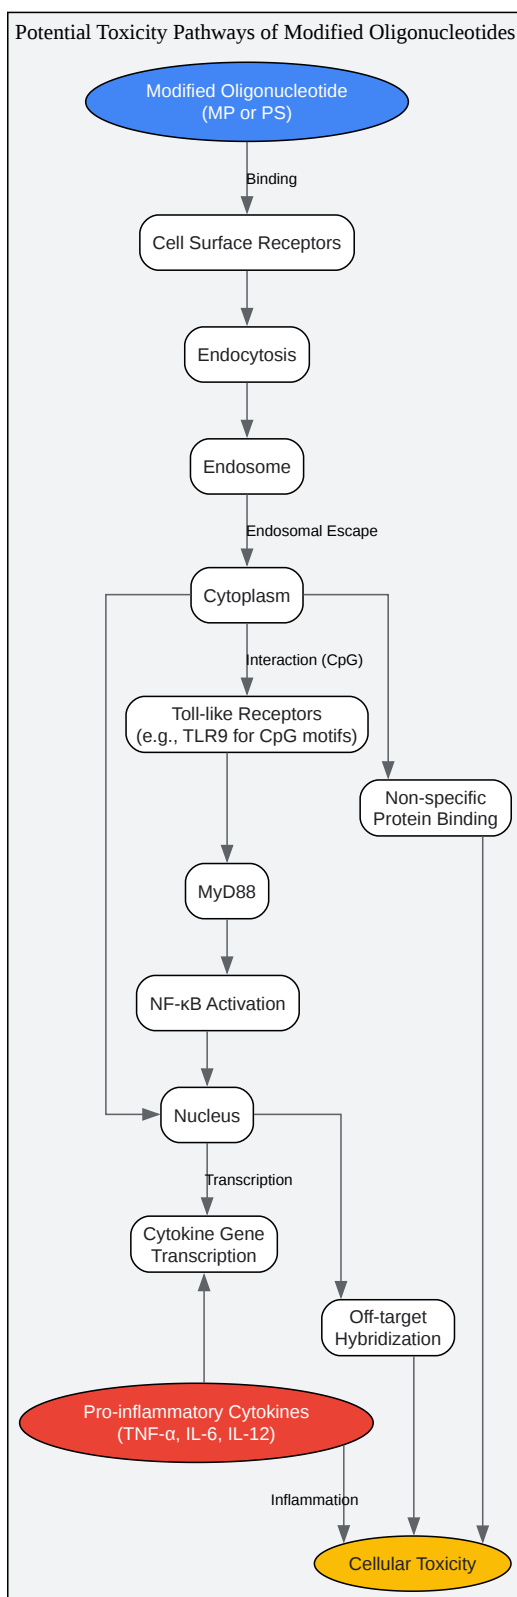 Potential Toxicity Pathways of Modified Oligonucleotides
Modified Oligonucleotide
(MP or PS)
Binding
Cell Surface Receptors
Endocytosis
Endosome
Endosomal Escape
Cytoplasm
Interaction (CpG)
Toll-like Receptors
(e.g., TLR9 for CpG motifs)
Non-specific
Protein Binding
MyD88
NF-κB Activation
Nucleus
Transcription
Cytokine Gene
Transcription
Off-target
Hybridization
Pro-inflammatory Cytokines
(TNF-α, IL-6, IL-12)
Inflammation
Cellular Toxicity